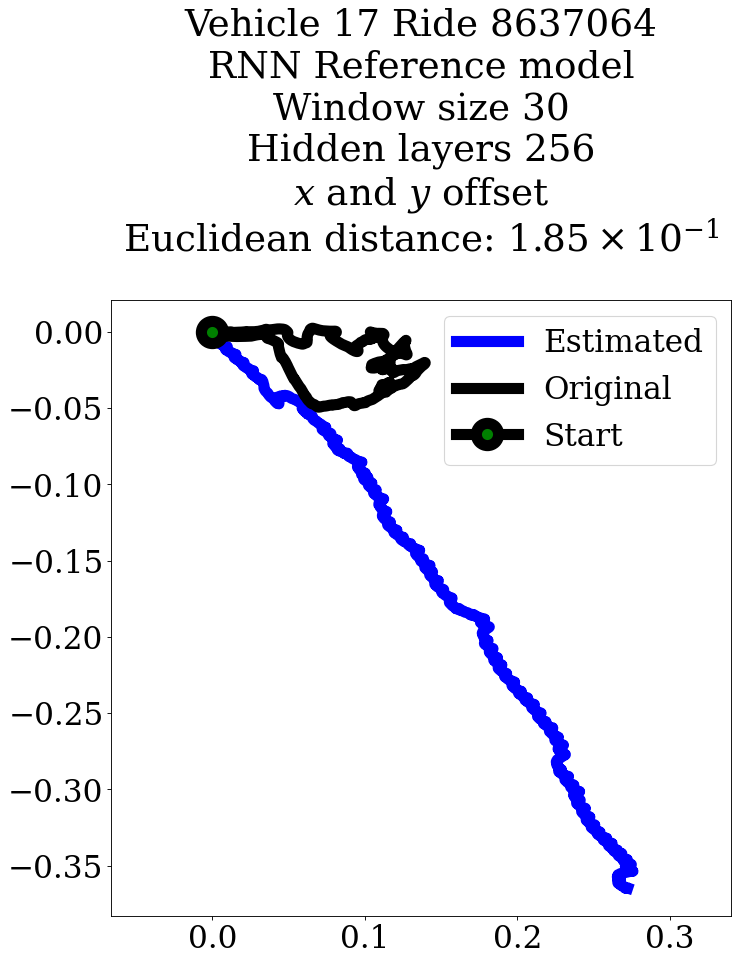 Vehicle 17 Ride 8637064
RNN Reference model
Window size 30
Hidden layers 256
x and y offset
Euclidean distance: 1.85 × 10⁻¹
Estimated
Original
Start
0.00
−0.05
−0.10
−0.15
−0.20
−0.25
−0.30
−0.35
0.0 0.1 0.2 0.3